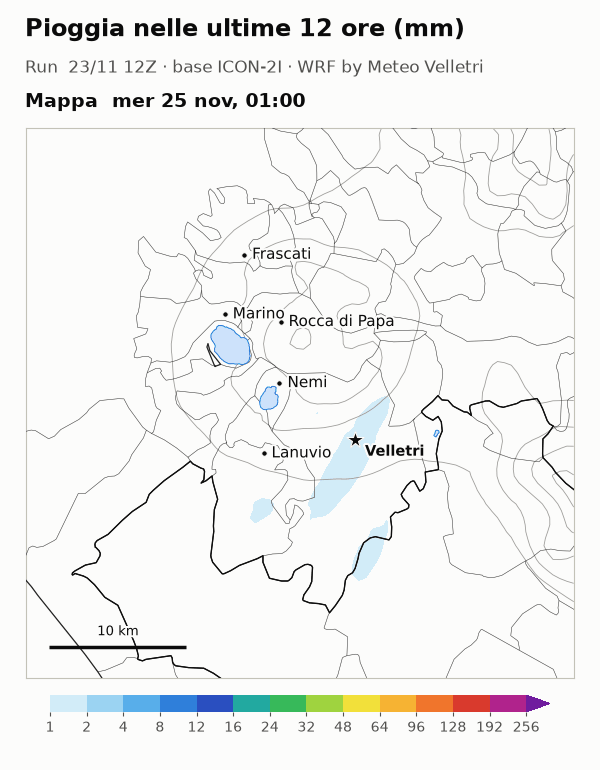 Pioggia nelle ultime 12 ore (mm)
Run  23/11 12Z · base ICON-2I · WRF by Meteo Velletri
Mappa  mer 25 nov, 01:00
Frascati
Marino
Rocca di Papa
Nemi
Velletri
Lanuvio
10 km
1 2 4 8 12 16 24 32 48 64 96 128 192 256